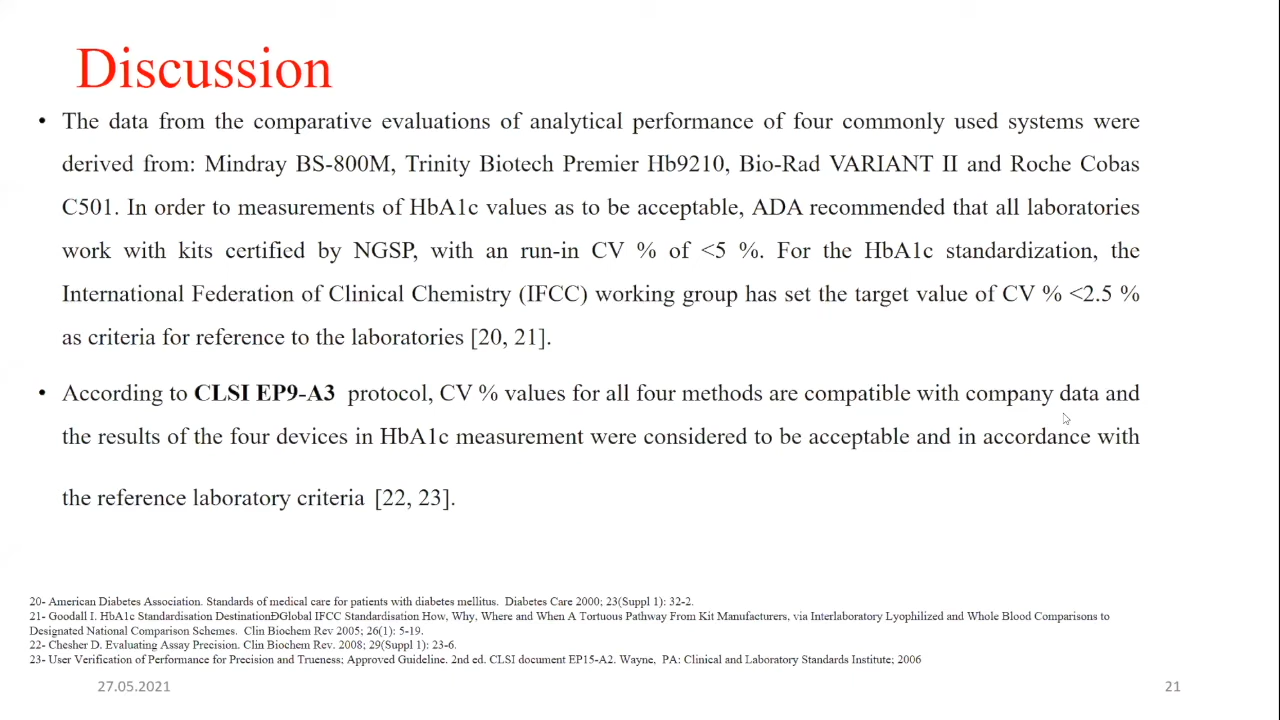 Discussion
• The data from the comparative evaluations of analytical performance of four commonly used systems were
derived from: Mindray BS-800M, Trinity Biotech Premier Hb9210, Bio-Rad VARIANT II and Roche Cobas
C501. In order to measurements of HbA1c values as to be acceptable, ADA recommended that all laboratories
work with kits certified by NGSP, with an run-in CV % of <5 %. For the HbA1c standardization, the
International Federation of Clinical Chemistry (IFCC) working group has set the target value of CV % <2.5 %
as criteria for reference to the laboratories [20, 21].
• According to CLSI EP9-A3 protocol, CV % values for all four methods are compatible with company data and
the results of the four devices in HbA1c measurement were considered to be acceptable and in accordance with
the reference laboratory criteria [22, 23].
20- American Diabetes Association. Standards of medical care for patients with diabetes mellitus. Diabetes Care 2000; 23(Suppl 1): 32-2.
21- Goodall I. HbA1c Standardisation DestinationÐGlobal IFCC Standardisation How, Why, Where and When A Tortuous Pathway From Kit Manufacturers, via Interlaboratory Lyophilized and Whole Blood Comparisons to
Designated National Comparison Schemes. Clin Biochem Rev 2005; 26(1): 5-19.
22- Chesher D. Evaluating Assay Precision. Clin Biochem Rev. 2008; 29(Suppl 1): 23-6.
23- User Verification of Performance for Precision and Trueness; Approved Guideline. 2nd ed. CLSI document EP15-A2. Wayne, PA: Clinical and Laboratory Standards Institute; 2006
27.05.2021
21